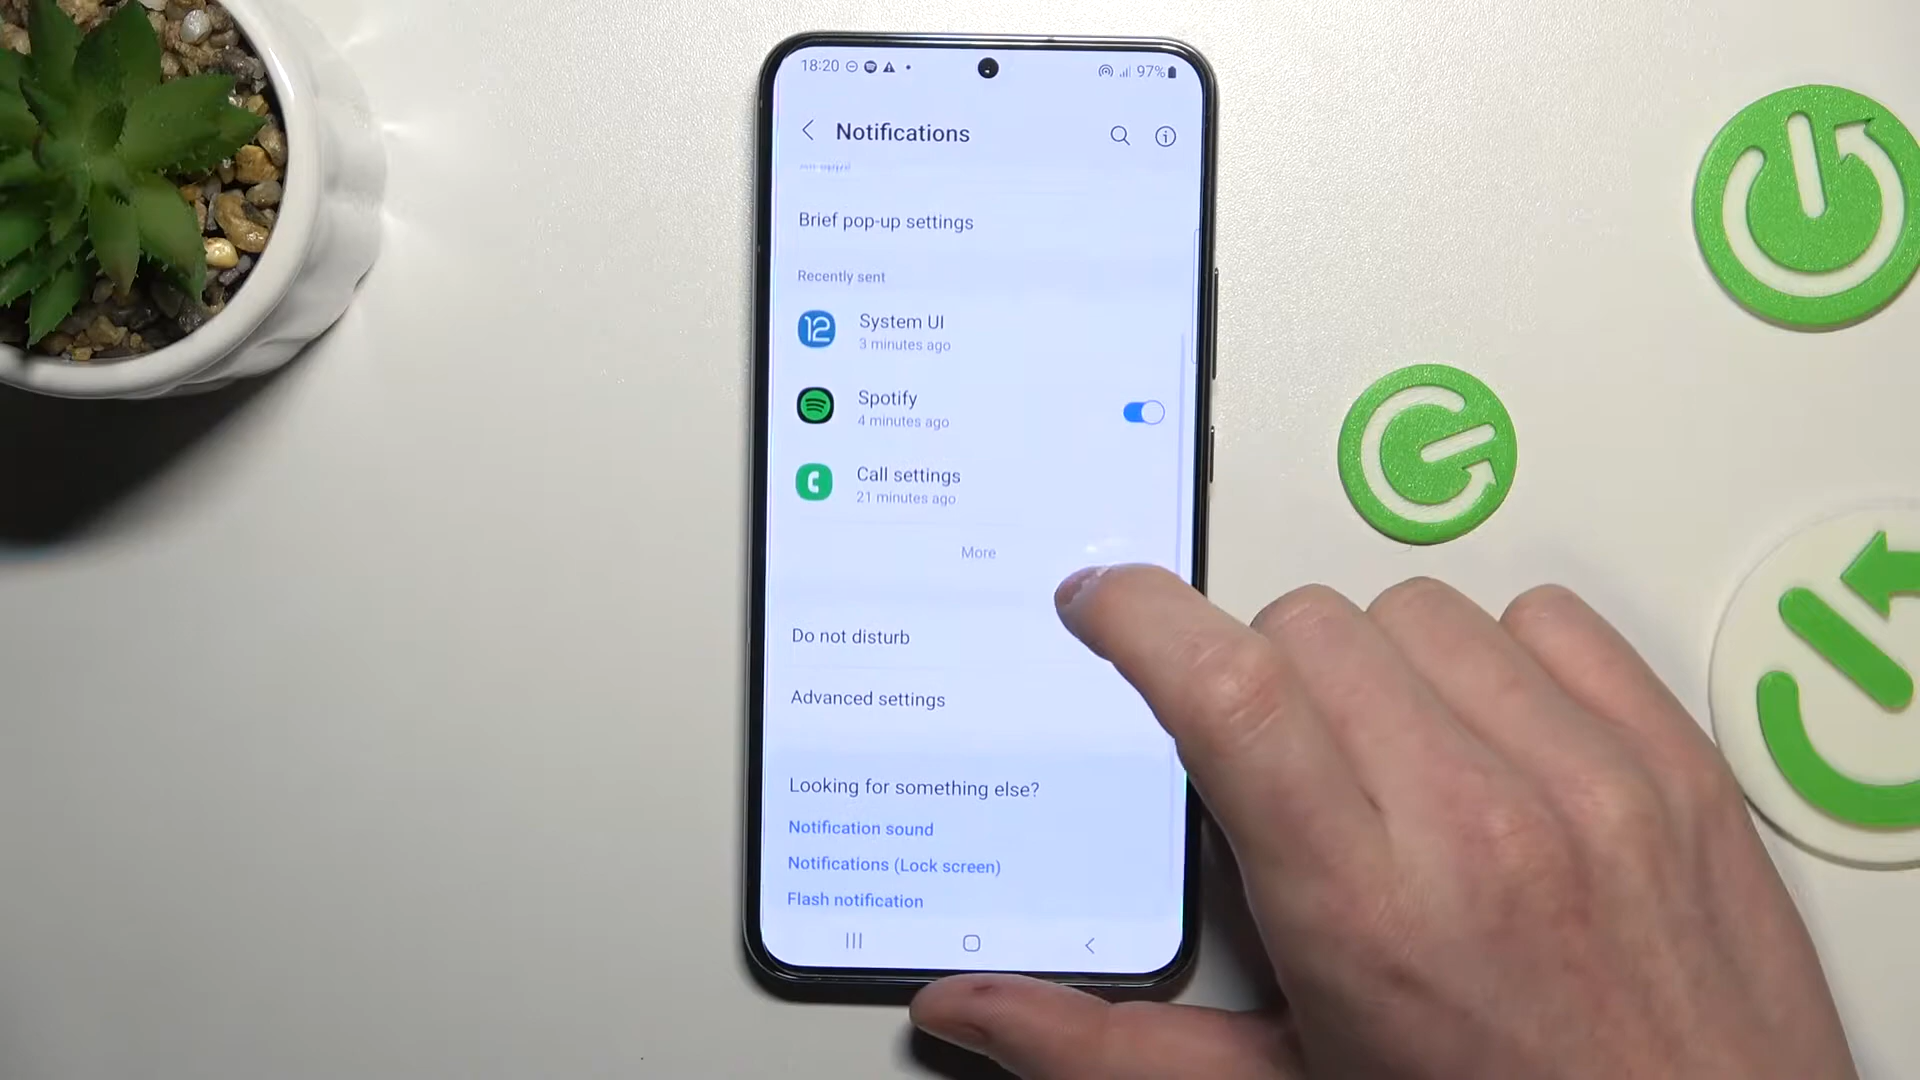 18:20
97%
Notifications
Brief pop-up settings
Recently sent
12
System UI
3 minutes ago
Spotify
4 minutes ago
Call settings
21 minutes ago
More
Do not disturb
Advanced settings
Looking for something else?
Notification sound
Notifications (Lock screen)
Flash notification